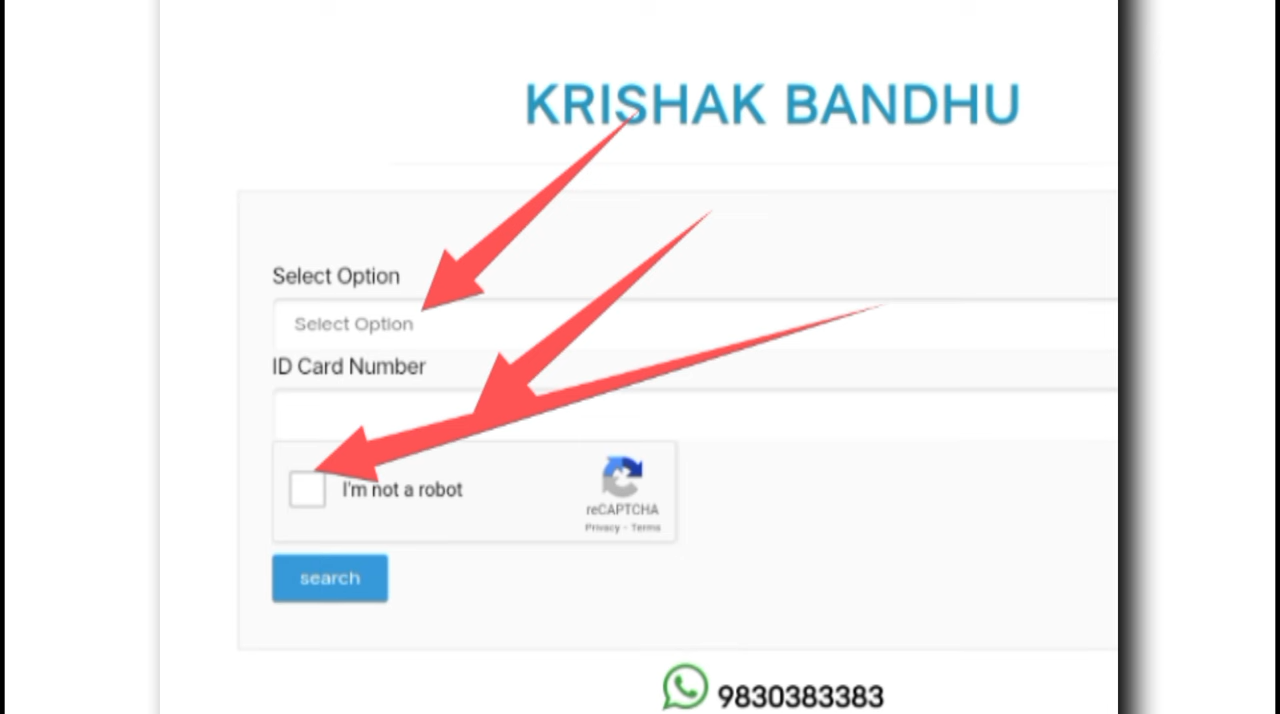 KRISHAK BANDHU
Select Option
Select Option
ID Card Number
I'm not a robot
reCAPTCHA
Privacy - Terms
search
9830383383